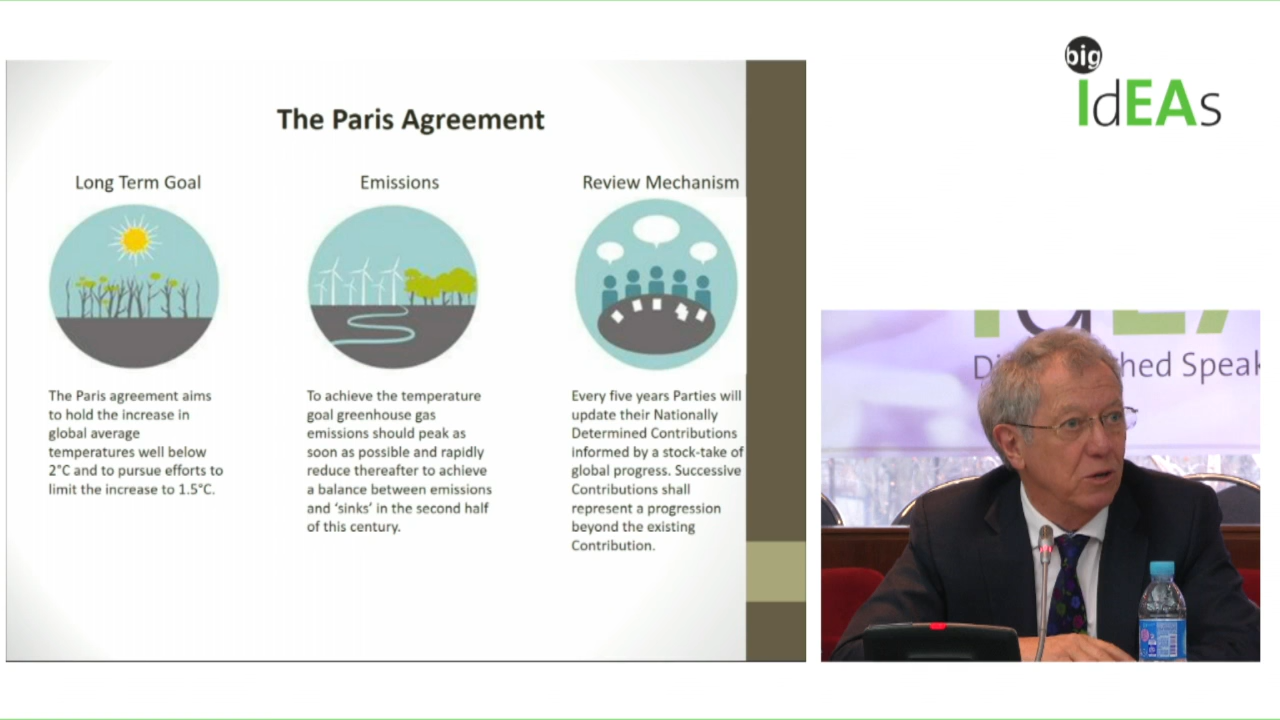 big
IdEAs
The Paris Agreement
Long Term Goal
Emissions
Review Mechanism
The Paris agreement aims
to hold the increase in
global average
temperatures well below
2°C and to pursue efforts to
limit the increase to 1.5°C.
To achieve the temperature
goal greenhouse gas
emissions should peak as
soon as possible and rapidly
reduce thereafter to achieve
a balance between emissions
and ‘sinks’ in the second half
of this century.
Every five years Parties will
update their Nationally
Determined Contributions
informed by a stock-take of
global progress. Successive
Contributions shall
represent a progression
beyond the existing
Contribution.